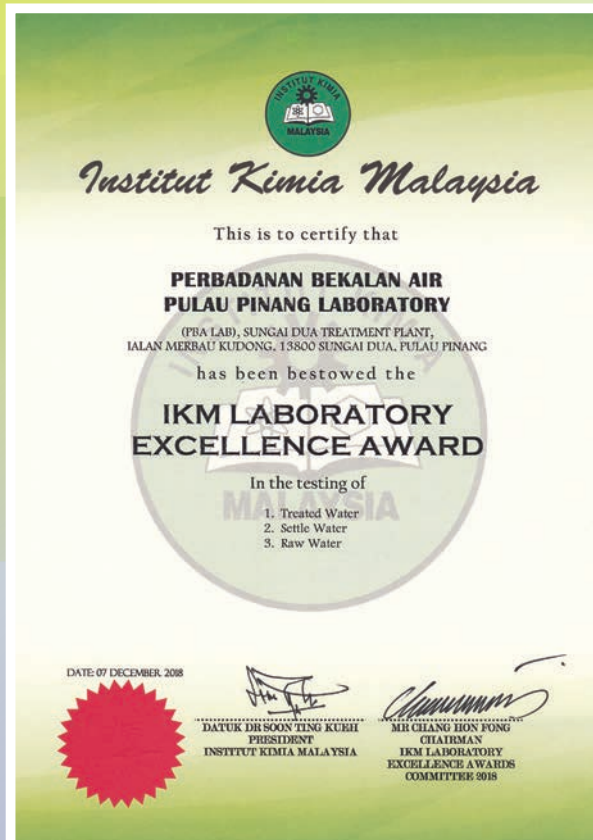 INSTITUT KIMIA
MALAYSIA
Institut Kimia Malaysia
This is to certify that
PERBADANAN BEKALAN AIR
PULAU PINANG LABORATORY
(PBA LAB), SUNGAI DUA TREATMENT PLANT,
JALAN MERBAU KUDONG, 13800 SUNGAI DUA, PULAU PINANG
has been bestowed the
IKM LABORATORY
EXCELLENCE AWARD
In the testing of
1. Treated Water
2. Settle Water
3. Raw Water
INSTITUT KIMIA
MALAYSIA
DATE: 07 DECEMBER 2018
DATUK DR SOON TING KUEH
PRESIDENT
INSTITUT KIMIA MALAYSIA
MR CHANG HON FONG
CHAIRMAN
IKM LABORATORY
EXCELLENCE AWARDS
COMMITTEE 2018